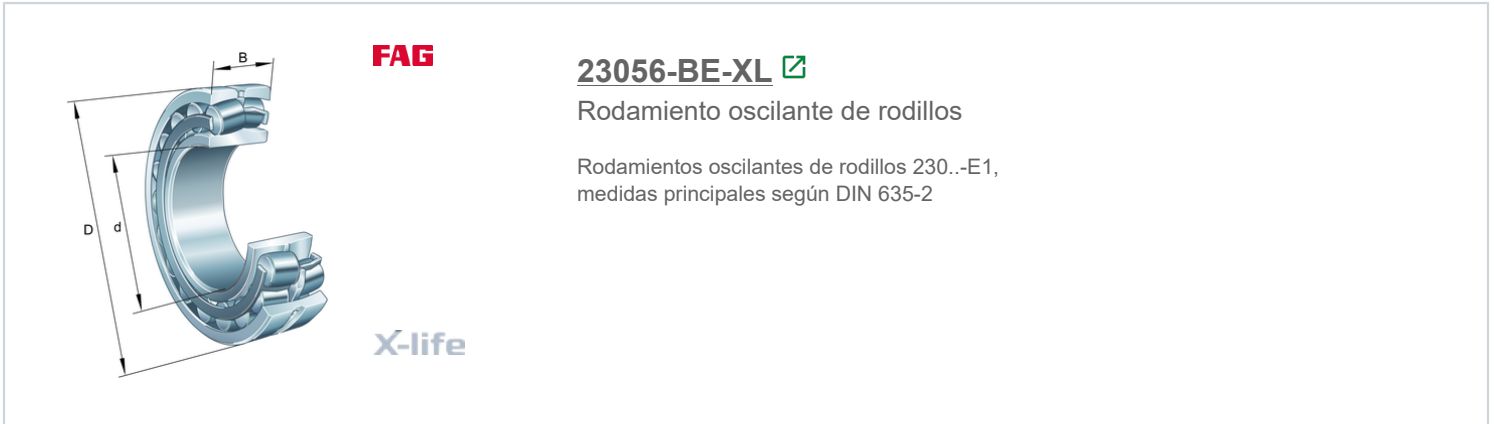 B
D
d
FAG
X-life
23056-BE-XL
Rodamiento oscilante de rodillos
Rodamientos oscilantes de rodillos 230..-E1,
medidas principales según DIN 635-2